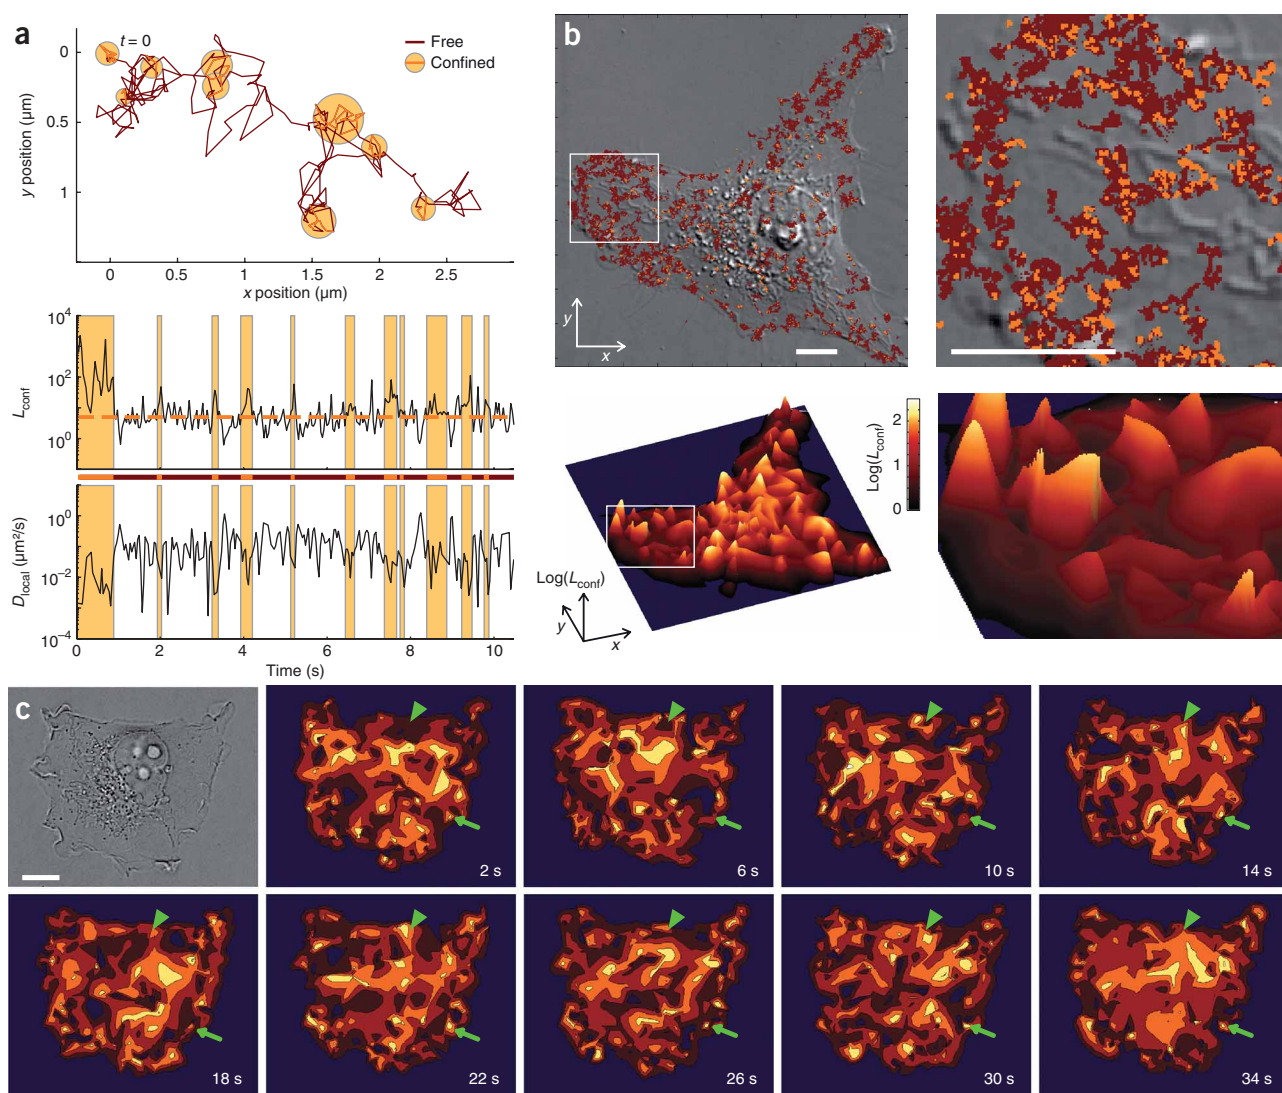 a
t = 0
Free
Confined
0
0.5
1
y position (µm)
0 0.5 1 1.5 2 2.5
x position (µm)
10⁴
10²
10⁰
L_conf
10⁰
10⁻²
10⁻⁴
D_local (µm²/s)
0 2 4 6 8 10
Time (s)
b
y
x
Log(L_conf)
2
1
0
Log(L_conf)
y
x
c
2 s
6 s
10 s
14 s
18 s
22 s
26 s
30 s
34 s